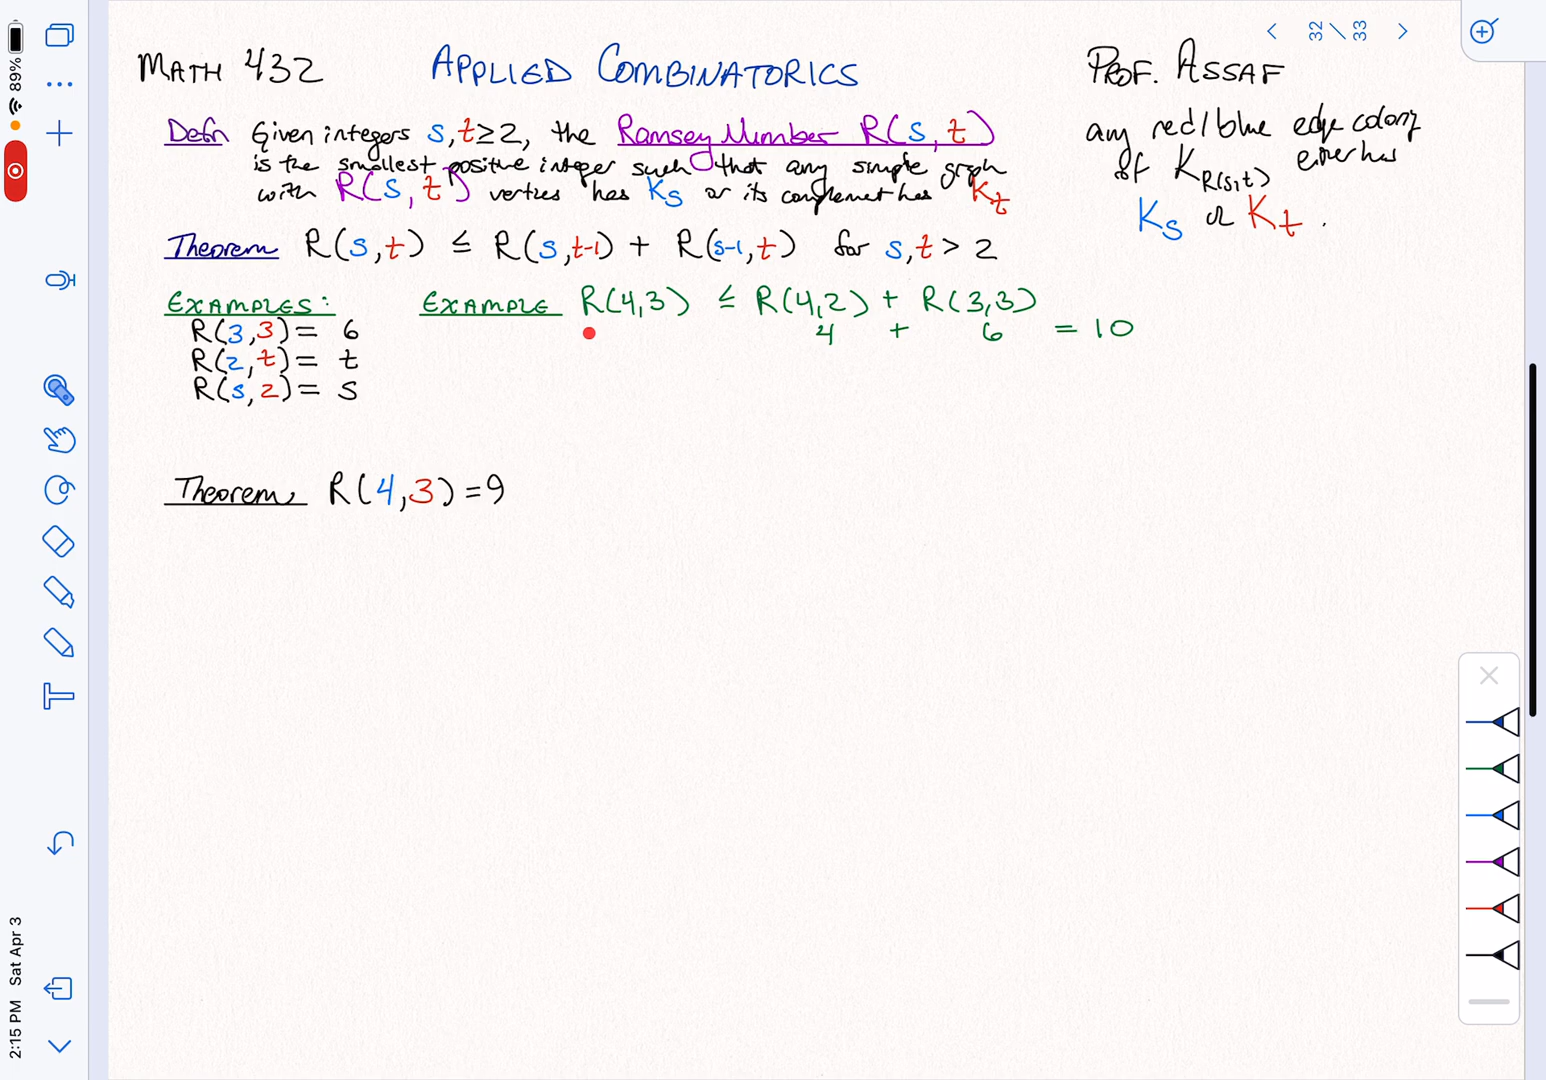 MATH 432 APPLIED COMBINATORICS PROF. ASSAF
Defn Given integers s,t≥2, the Ramsey Number R(s,t)
is the smallest positive integer such that any simple graph
with R(s,t) vertices has Ks or its complement has Kt
any red/blue edge coloring
of K_R(s,t) either has
Ks or Kt.
Theorem R(s,t) ≤ R(s,t-1) + R(s-1,t) for s,t > 2
EXAMPLES:
R(3,3) = 6
R(2,t) = t
R(s,2) = s
EXAMPLE R(4,3) ≤ R(4,2) + R(3,3)
4 + 6 = 10
Theorem R(4,3) = 9
32 \ 33
89%
2:15 PM Sat Apr 3